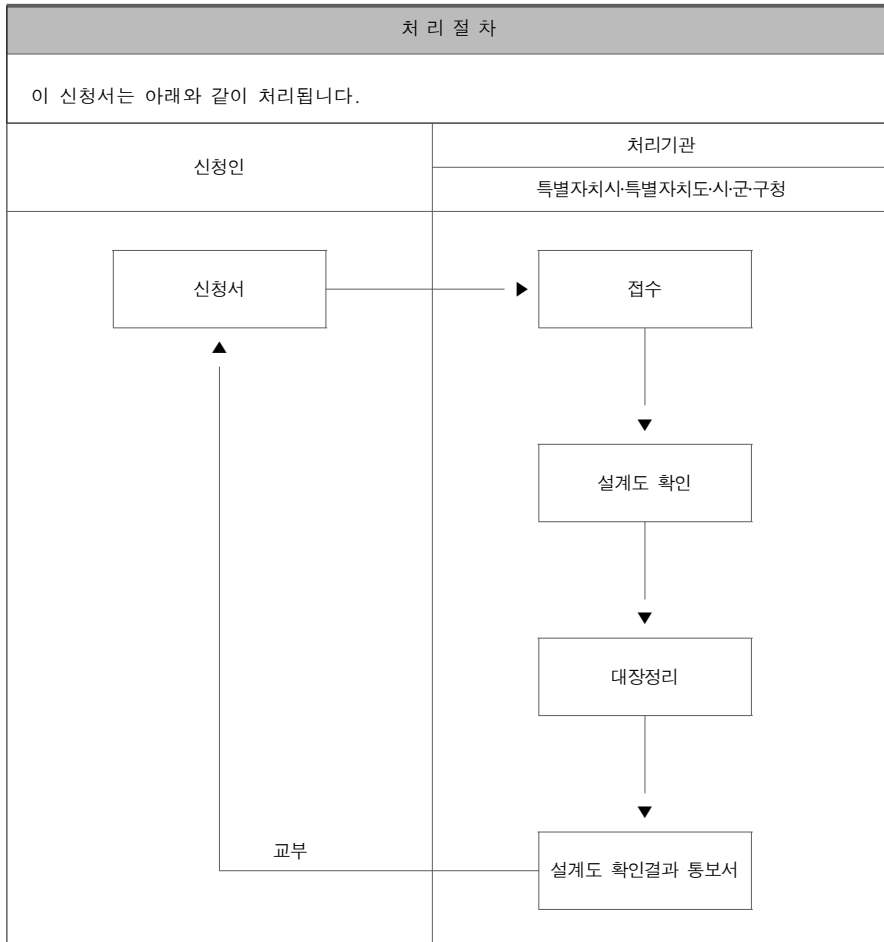 처 리 절 차
이 신청서는 아래와 같이 처리됩니다.
신청인
처리기관
특별자치시·특별자치도·시·군·구청
신청서
접수
설계도 확인
대장정리
교부
설계도 확인결과 통보서